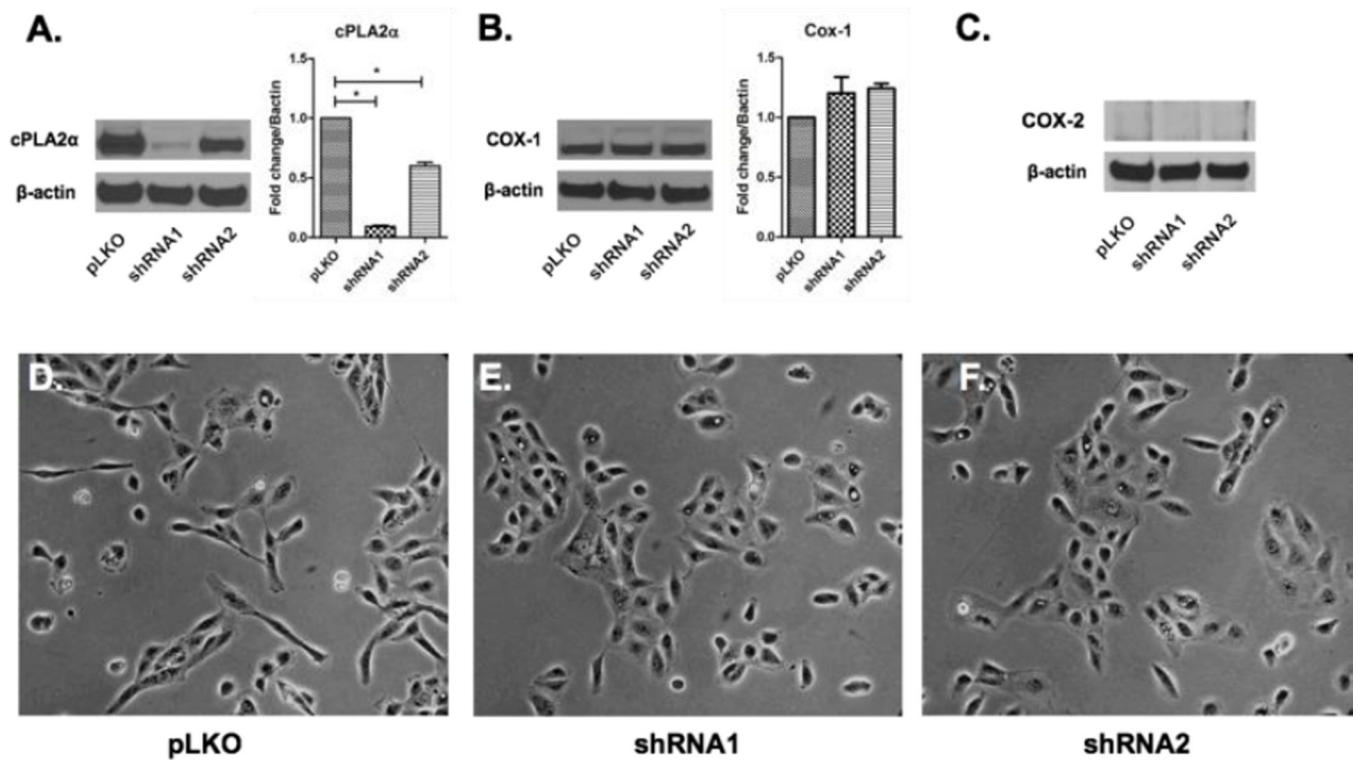 A.
cPLA2α
β-actin
pLKO
shRNA1
shRNA2
cPLA2α
Fold change/Bactin
1.5
1.0
0.5
0.0
*
*
pLKO
shRNA1
shRNA2
B.
COX-1
β-actin
pLKO
shRNA1
shRNA2
Cox-1
Fold change/Bactin
1.5
1.0
0.5
0.0
pLKO
shRNA1
shRNA2
C.
COX-2
β-actin
pLKO
shRNA1
shRNA2
D.
pLKO
E.
shRNA1
F.
shRNA2